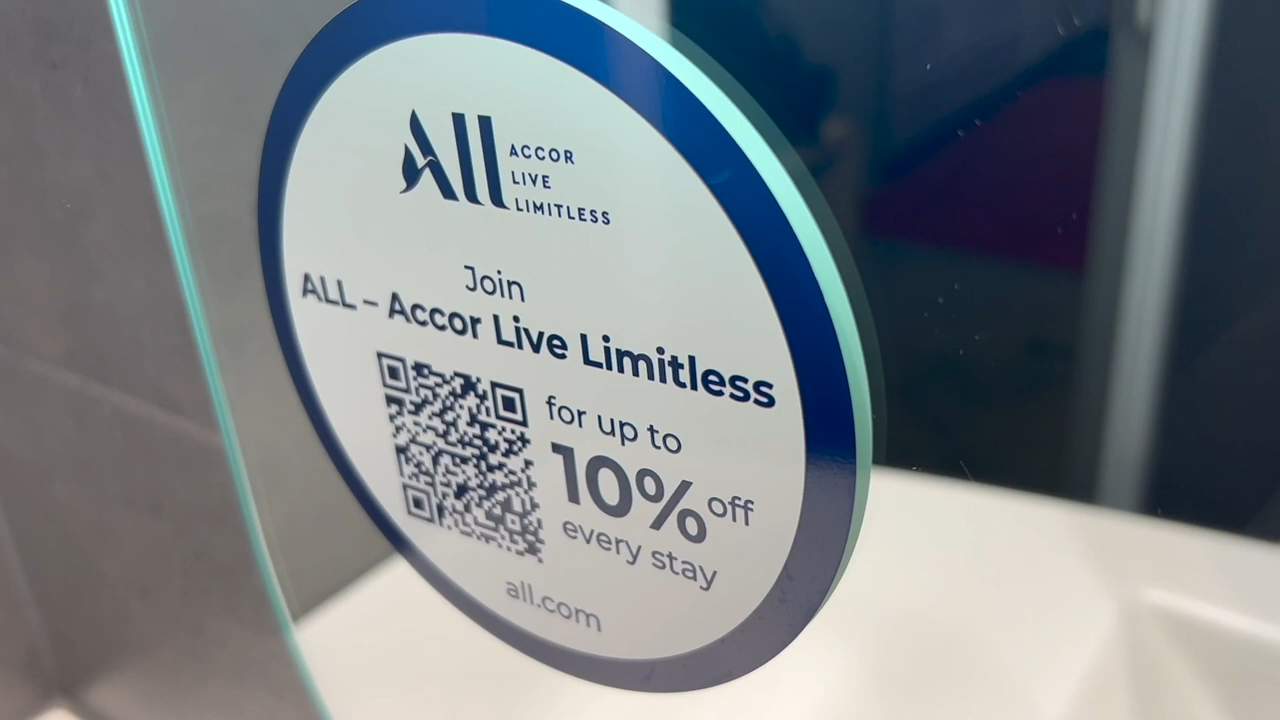 All
ACCOR
LIVE
LIMITLESS
Join
ALL – Accor Live Limitless
for up to
10% off
every stay
all.com